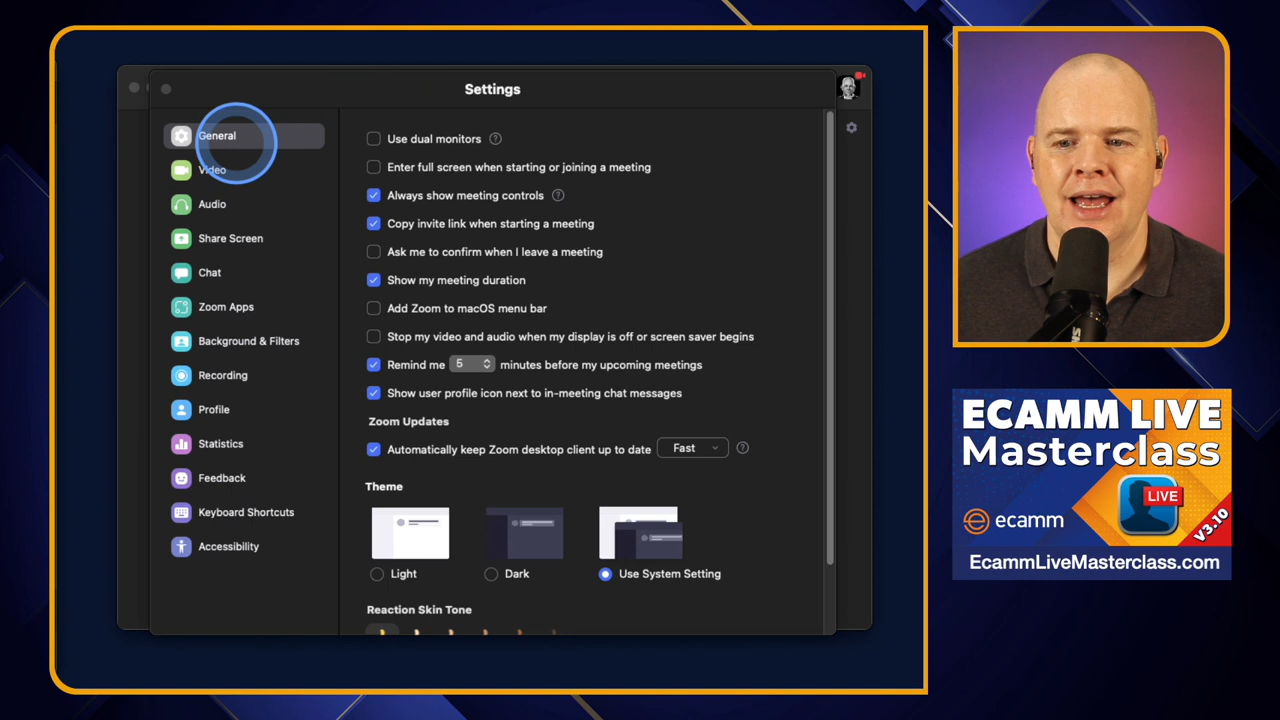 Settings
General
Video
Audio
Share Screen
Chat
Zoom Apps
Background & Filters
Recording
Profile
Statistics
Feedback
Keyboard Shortcuts
Accessibility
Use dual monitors ?
Enter full screen when starting or joining a meeting
Always show meeting controls ?
Copy invite link when starting a meeting
Ask me to confirm when I leave a meeting
Show my meeting duration
Add Zoom to macOS menu bar
Stop my video and audio when my display is off or screen saver begins
Remind me 5 minutes before my upcoming meetings
Show user profile icon next to in-meeting chat messages
Zoom Updates
Automatically keep Zoom desktop client up to date Fast ?
Theme
Light Dark Use System Setting
Reaction Skin Tone
ECAMM LIVE
Masterclass
LIVE
ecamm
v3.10
EcammLiveMasterclass.com